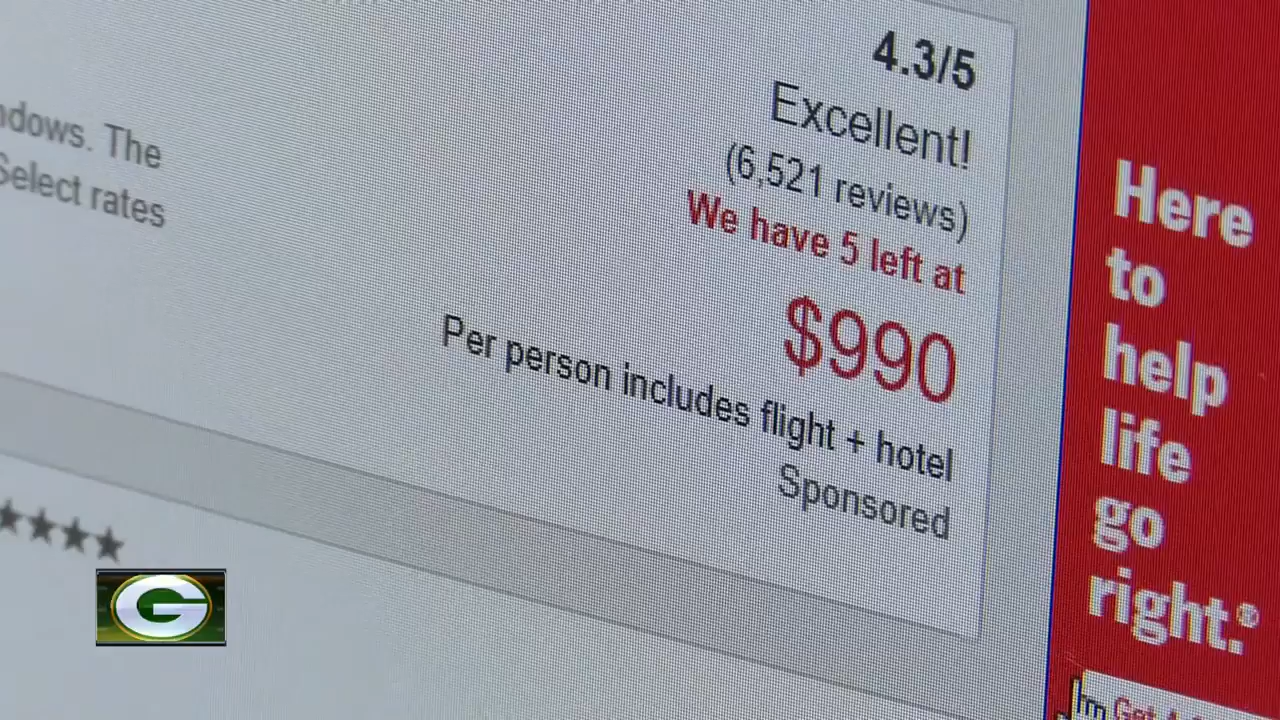 4.3/5
Excellent!
(6,521 reviews)
We have 5 left at
$990
Per person includes flight + hotel
Sponsored
The
Select rates
Here
to
help
life
go
right.®
G